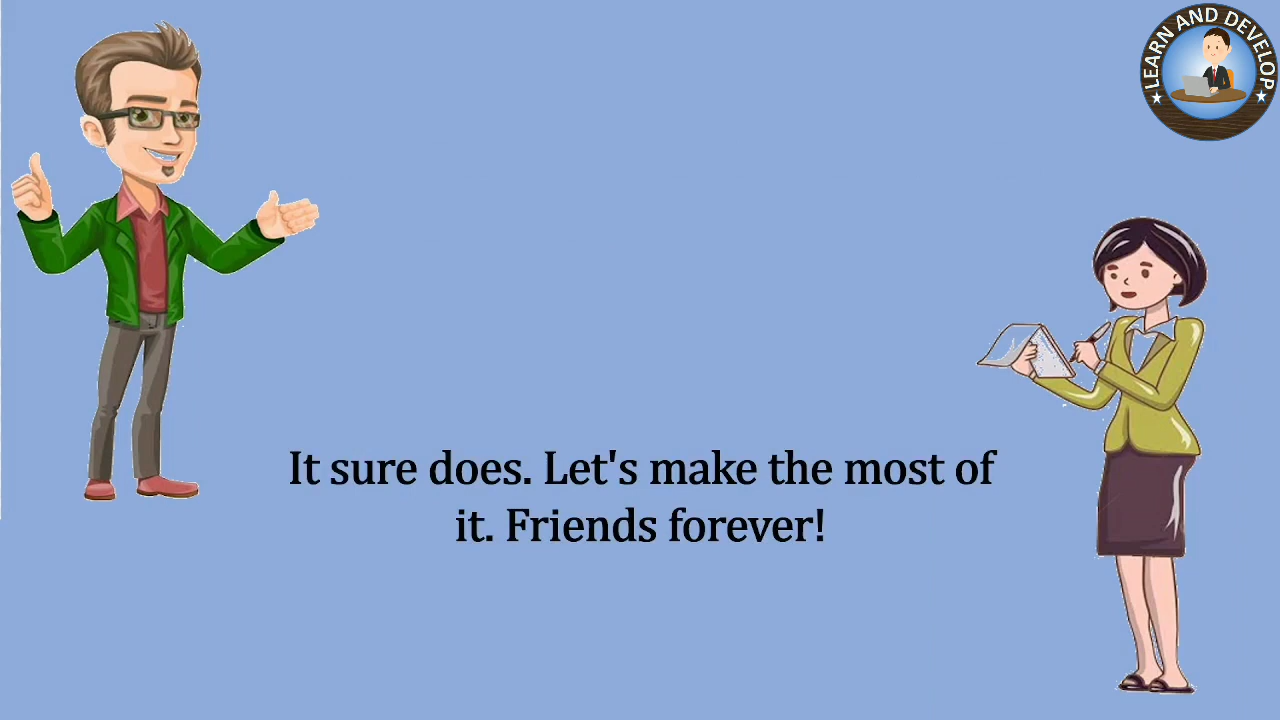 LEARN AND DEVELOP
It sure does. Let's make the most of
it. Friends forever!